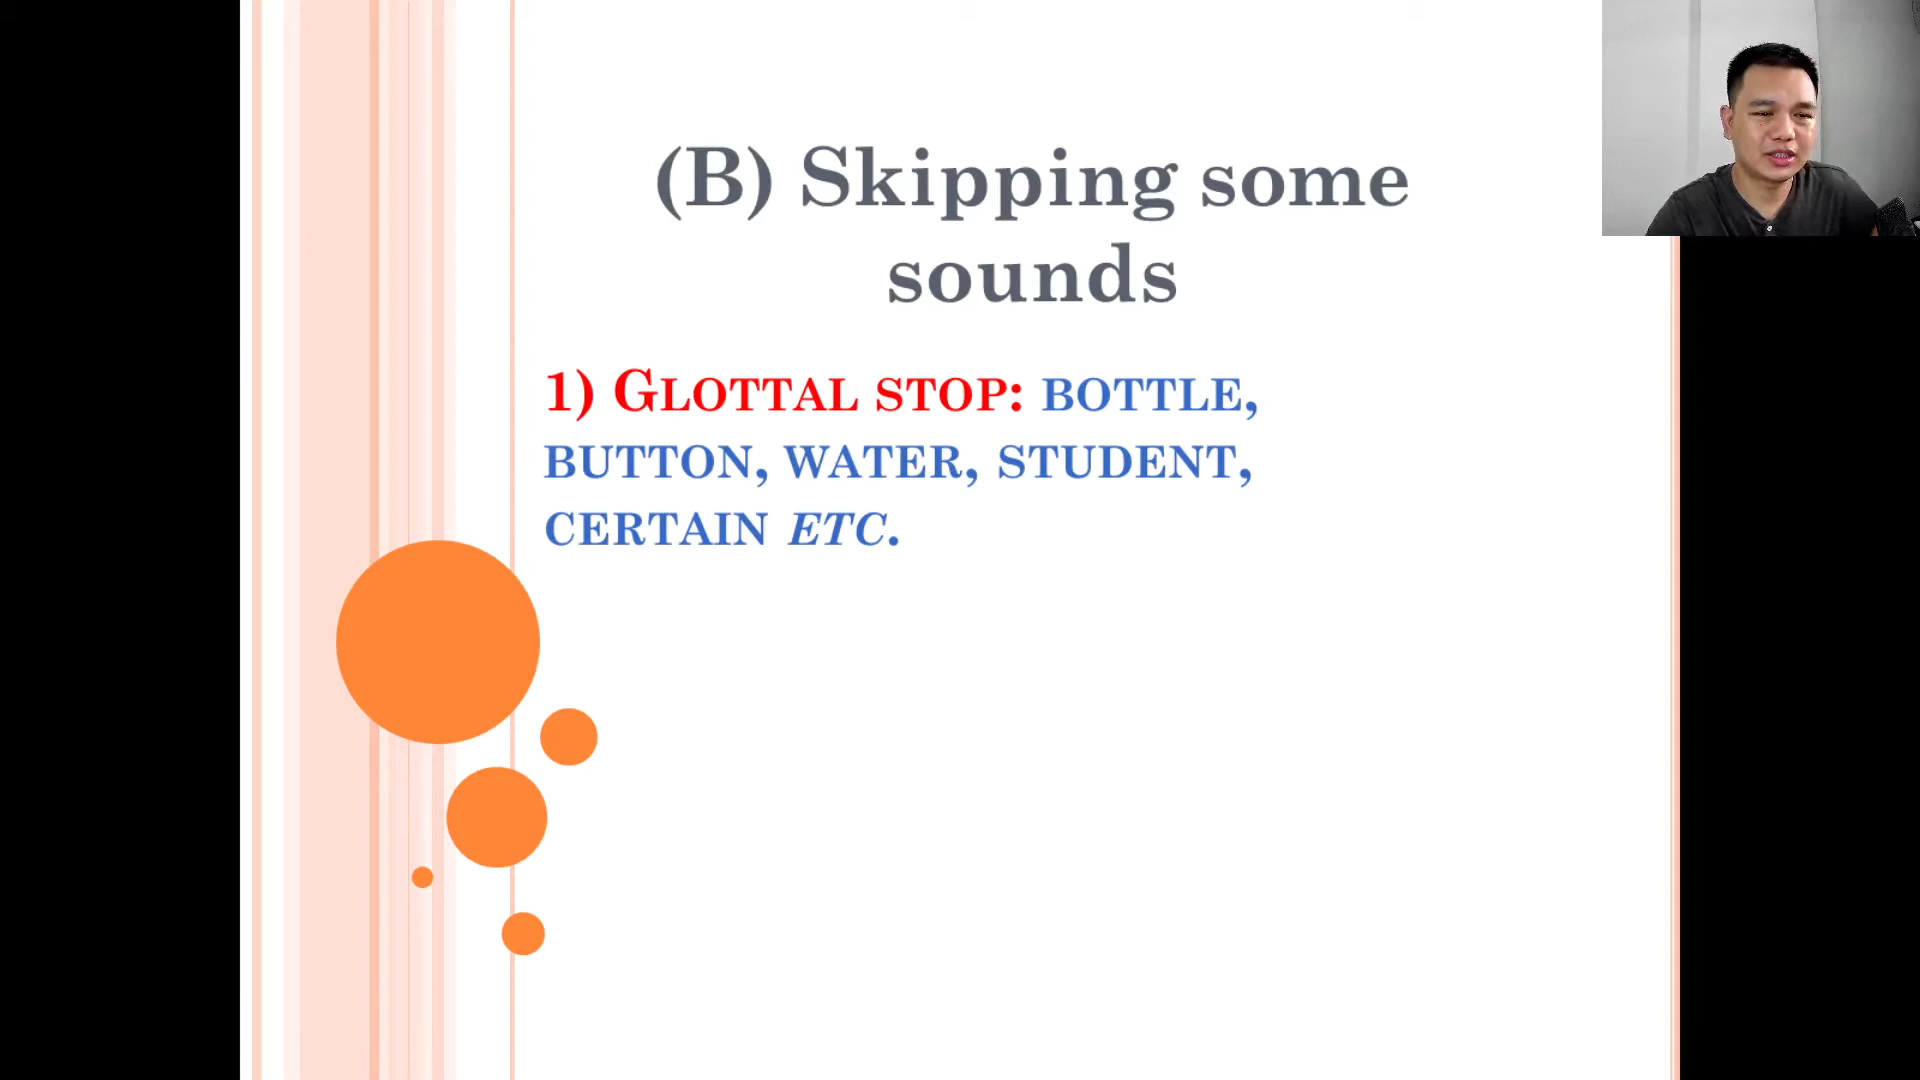 (B) Skipping some
sounds
1) GLOTTAL STOP: BOTTLE,
BUTTON, WATER, STUDENT,
CERTAIN ETC.